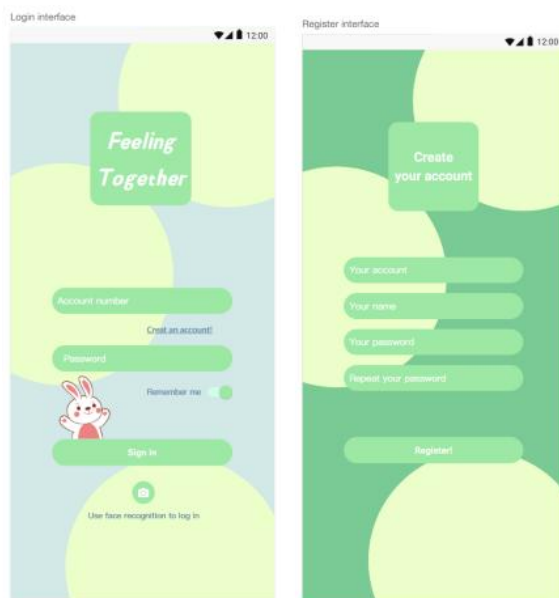 Login interface
12:00
Feeling
Together
Account number
Creat an account!
Password
Remember me
Sign in
Use face recognition to log in
Register interface
12:00
Create
your account
Your account
Your name
Your password
Repeat your password
Register!